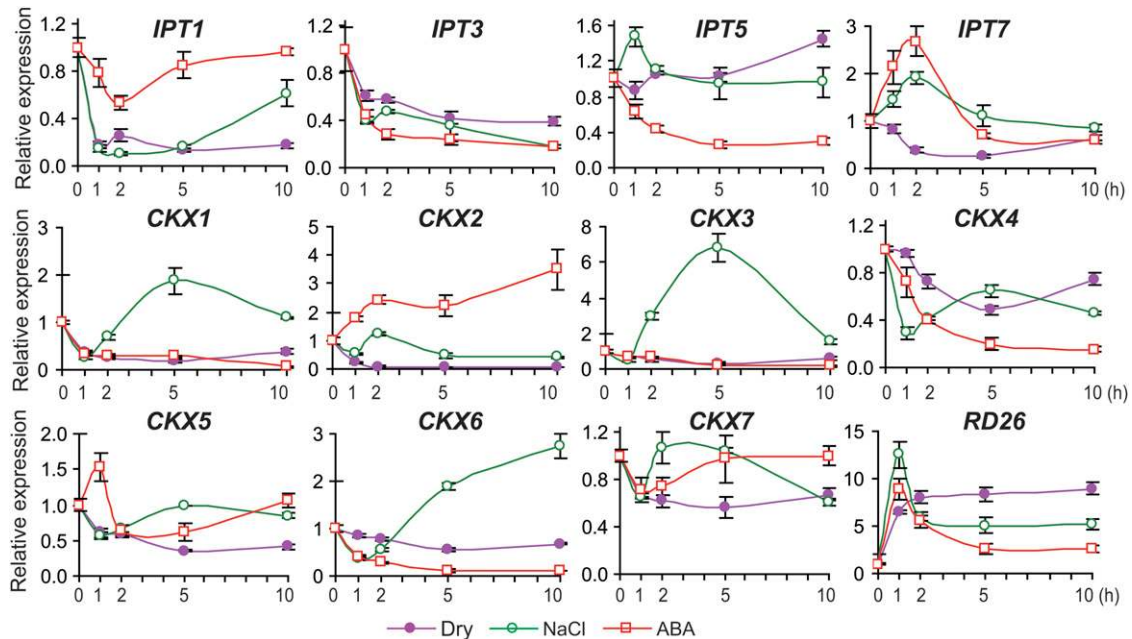 IPT1 IPT3 IPT5 IPT7
Relative expression
1.2 1.2 1.6 3
0.8 0.8 1.2 2
0.4 0.4 0.8 1
0.0 0.0 0.4 0
0.0
0 1 2 5 10 0 1 2 5 10 0 1 2 5 10 0 1 2 5 10 (h)
CKX1 CKX2 CKX3 CKX4
Relative expression
3 5 8 1.2
2 4 6 0.8
1 3 4 0.4
0 2 2 0.0
1 0
0
0 1 2 5 10 0 1 2 5 10 0 1 2 5 10 0 1 2 5 10 (h)
CKX5 CKX6 CKX7 RD26
Relative expression
2.0 3 1.2 15
1.5 2 0.8 10
1.0 1 0.4 5
0.5 0 0.0 0
0.0
0 1 2 5 10 0 1 2 5 10 0 1 2 5 10 0 1 2 5 10 (h)
Dry NaCl ABA